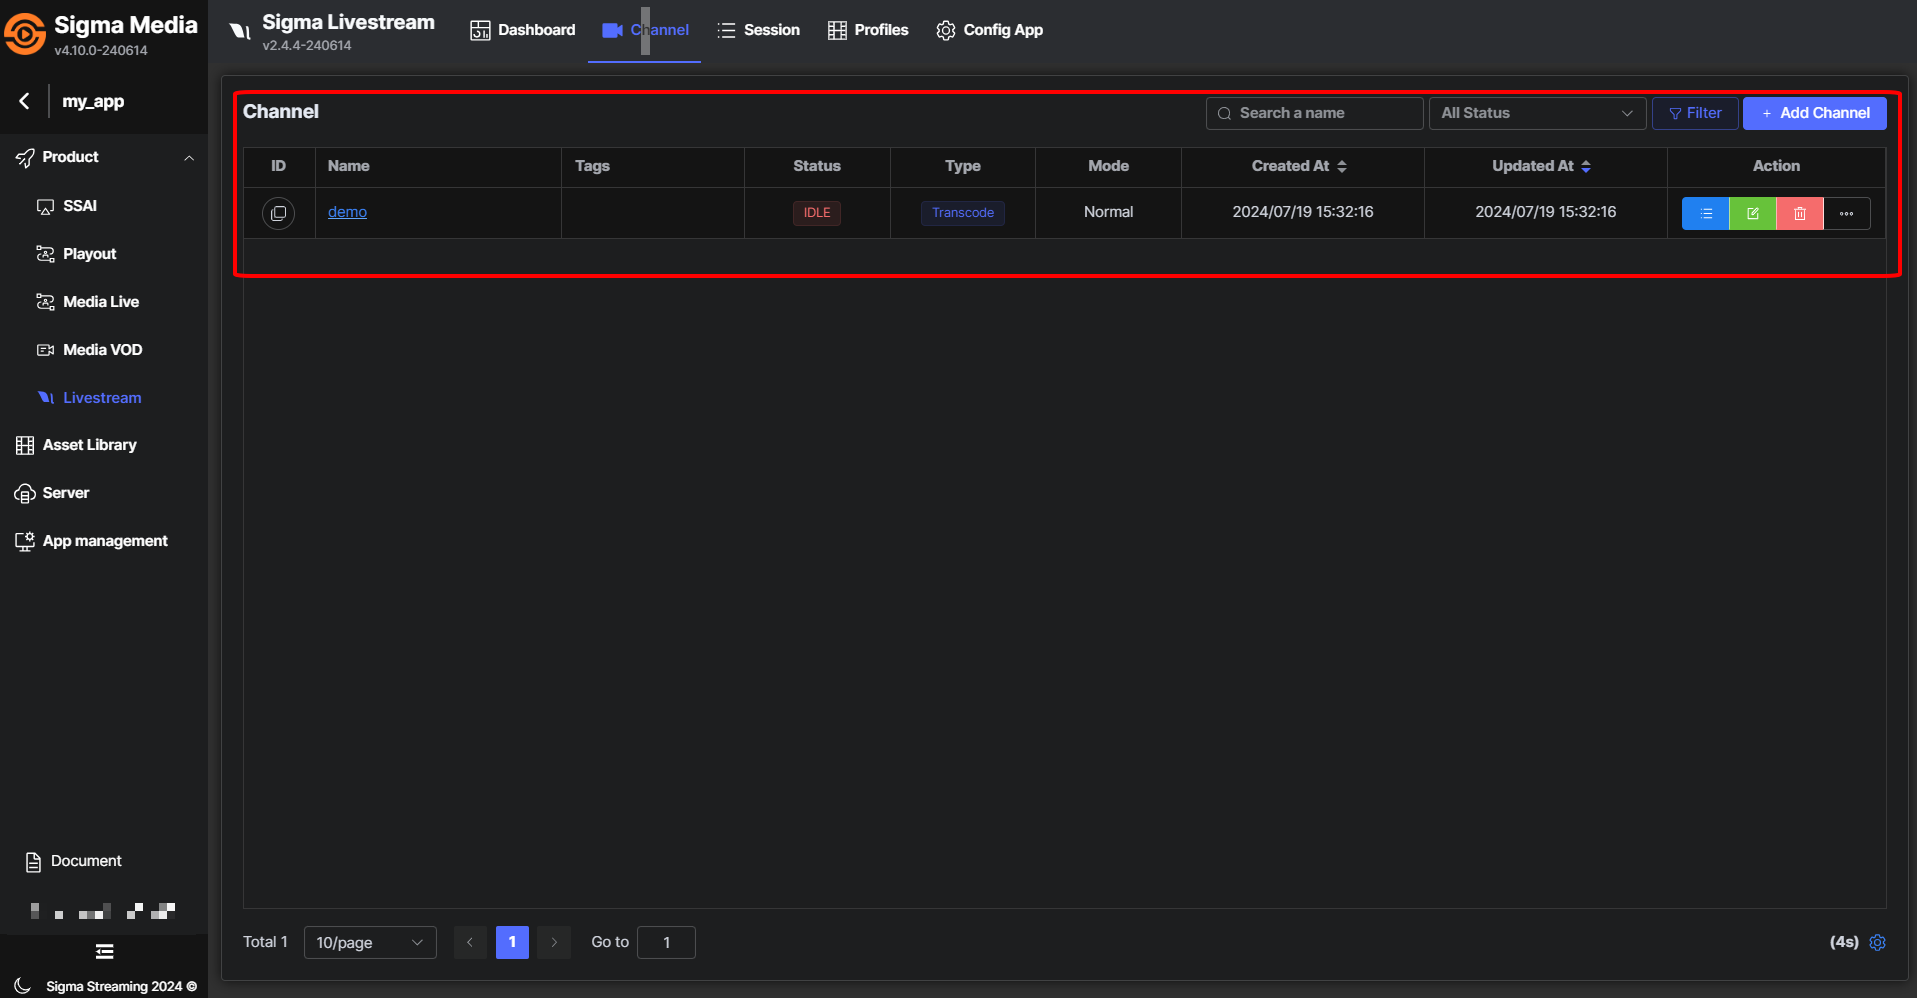 Sigma Media
v4.10.0-240614
my_app
Product
SSAI
Playout
Media Live
Media VOD
Livestream
Asset Library
Server
App management
Document
Sigma Streaming 2024 ©
Sigma Livestream
v2.4.4-240614
Dashboard
Channel
Session
Profiles
Config App
Channel
Search a name
All Status
Filter
+ Add Channel
ID Name Tags Status Type Mode Created At Updated At Action
demo IDLE Transcode Normal 2024/07/19 15:32:16 2024/07/19 15:32:16
Total 1 10/page 1 Go to 1
(4s)